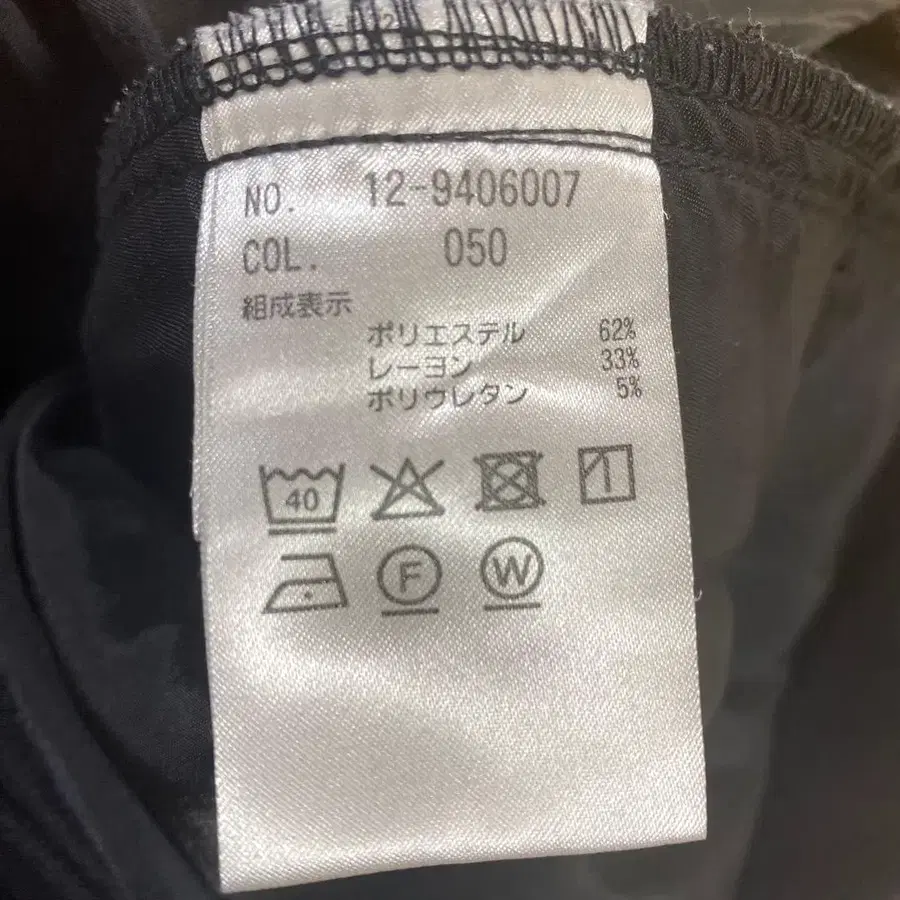 NO. 12-9406007
COL. 050
組成表示
ポリエステル 62%
レーヨン 33%
ポリウレタン 5%
40
F W